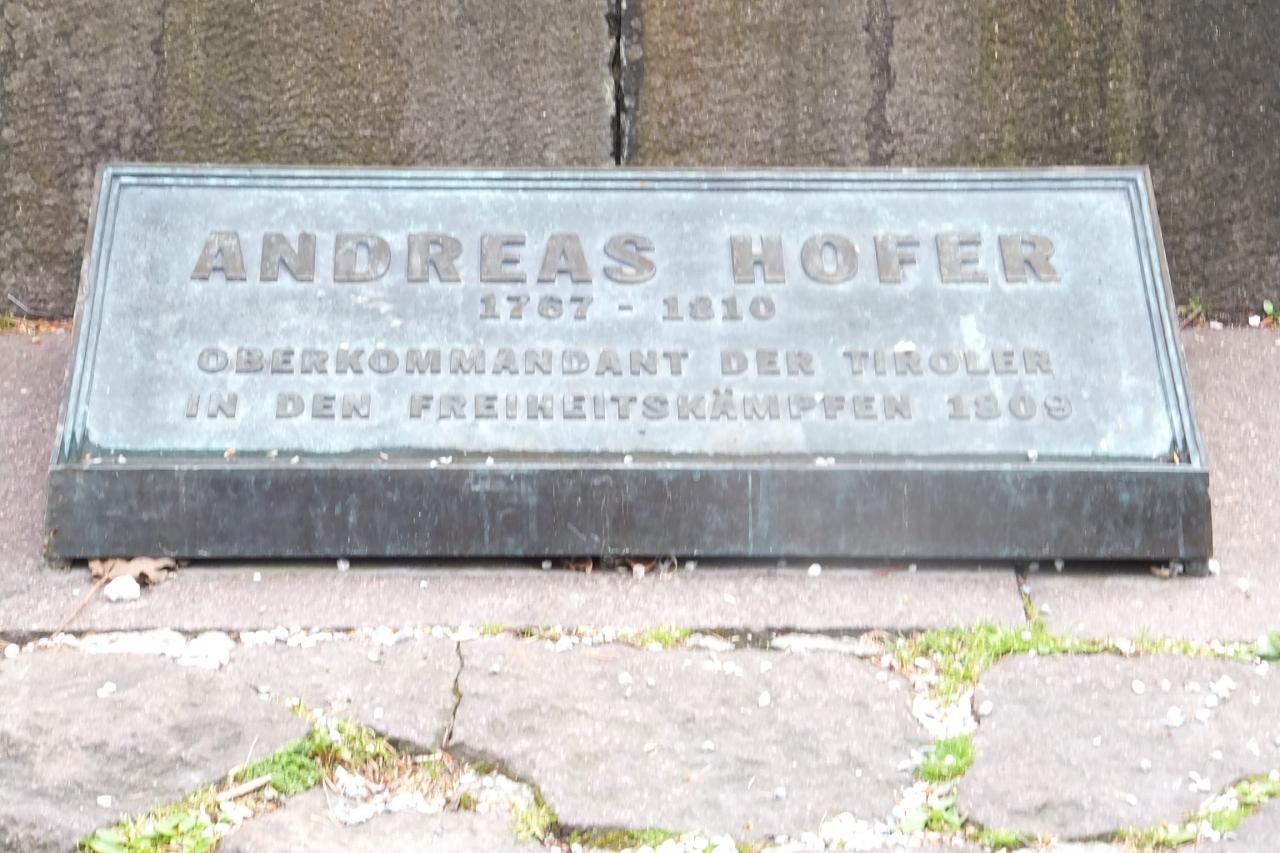 ANDREAS HOFER
1767 - 1810
OBERKOMMANDANT DER TIROLER
IN DEN FREIHEITSKÄMPFEN 1809